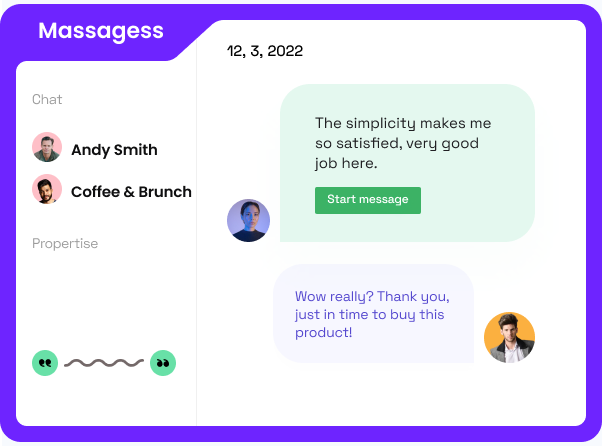 Massagess
12, 3, 2022
Chat
Andy Smith
Coffee & Brunch
Propertise
The simplicity makes me
so satisfied, very good
job here.
Start message
Wow really? Thank you,
just in time to buy this
product!